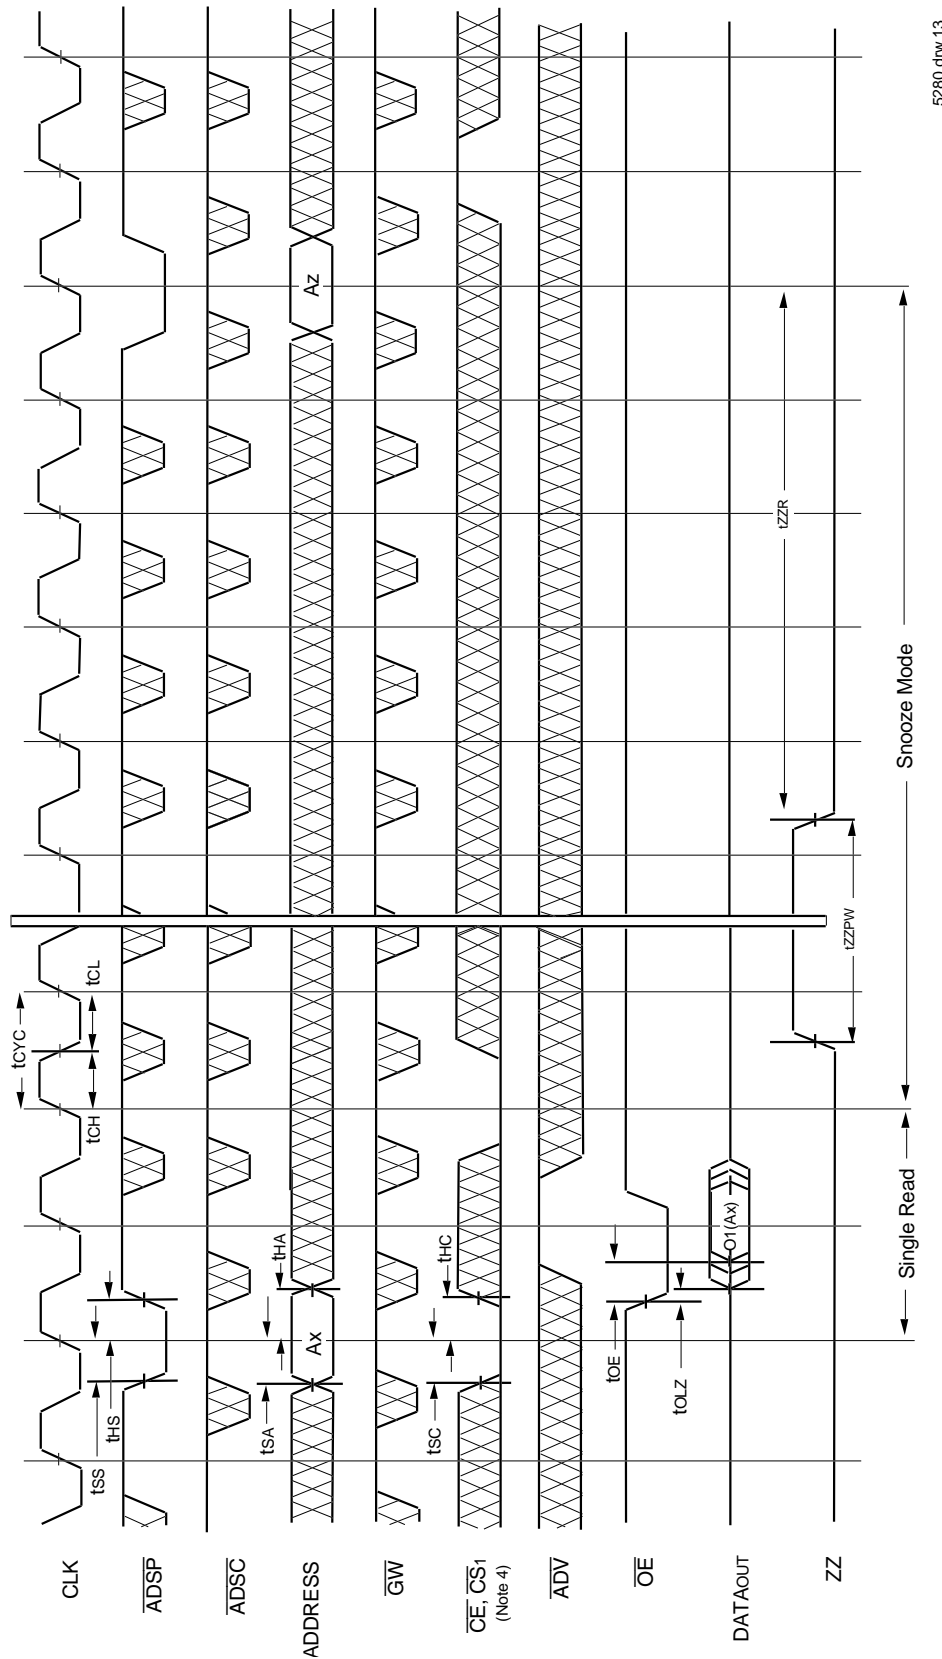 CLK
ADSP
ADSC
ADDRESS
GW
CE, CS1
(Note 4)
ADV
OE
DATAOUT
ZZ
tCYC
tCH
tCL
tSS
tHS
tSA
tHA
Ax
Az
tSC
tHC
tOE
tOLZ
O1(Ax)
tZZPW
tZZR
Single Read
Snooze Mode
5280 drw 13